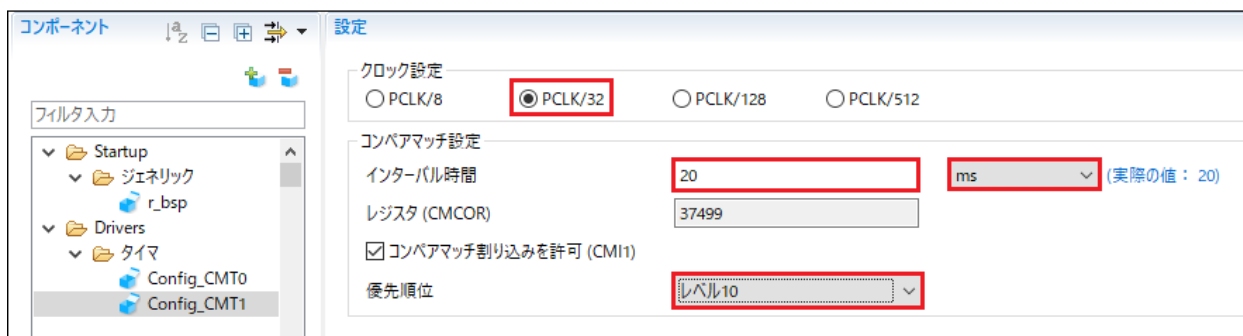 コンポーネント
設定
クロック設定
PCLK/8 PCLK/32 PCLK/128 PCLK/512
フィルタ入力
コンペアマッチ設定
Startup
インターバル時間 20 ms (実際の値： 20)
ジェネリック
r_bsp
レジスタ (CMCOR) 37499
Drivers
タイマ
コンペアマッチ割り込みを許可 (CMI1)
Config_CMT0
優先順位 レベル10
Config_CMT1